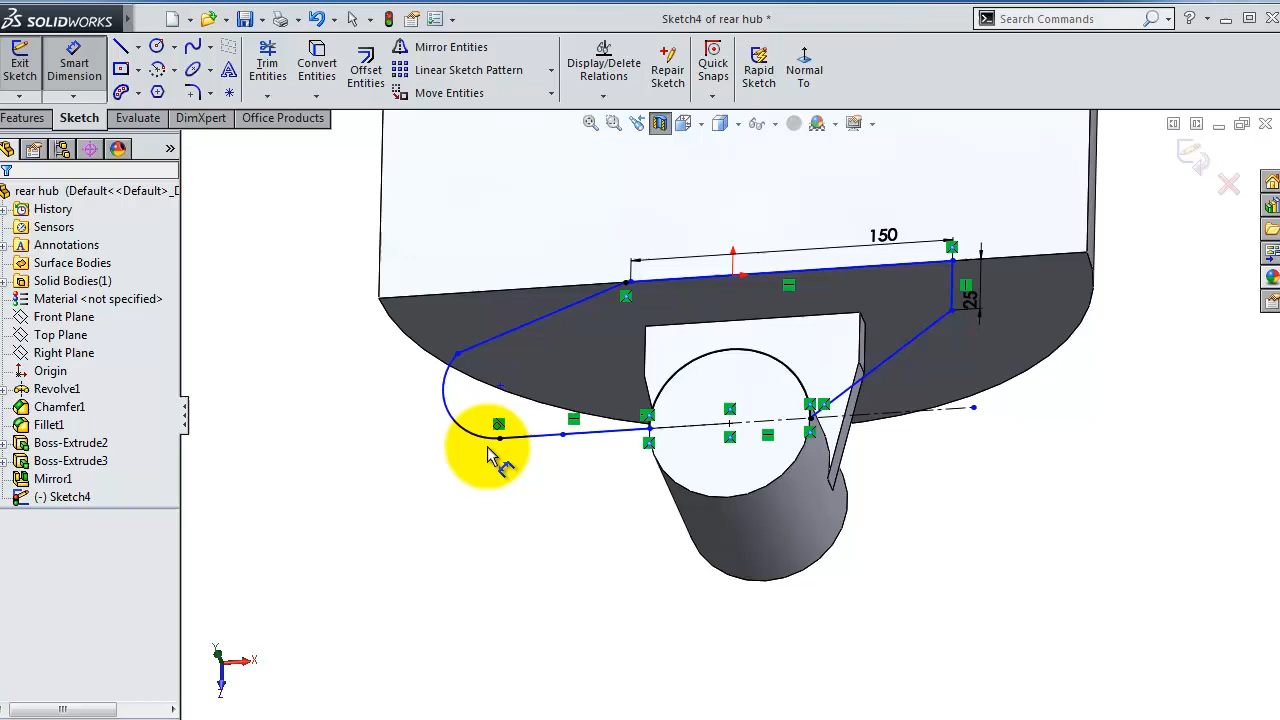 SOLIDWORKS
Sketch4 of rear hub *
Search Commands
Exit Sketch
Smart Dimension
Trim Entities
Convert Entities
Offset Entities
Mirror Entities
Linear Sketch Pattern
Move Entities
Display/Delete Relations
Repair Sketch
Quick Snaps
Rapid Sketch
Normal To
Features
Sketch
Evaluate
DimXpert
Office Products
rear hub (Default<<Default>_D
History
Sensors
Annotations
Surface Bodies
Solid Bodies(1)
Material <not specified>
Front Plane
Top Plane
Right Plane
Origin
Revolve1
Chamfer1
Fillet1
Boss-Extrude2
Boss-Extrude3
Mirror1
(-) Sketch4
150
25
Y
X
Z